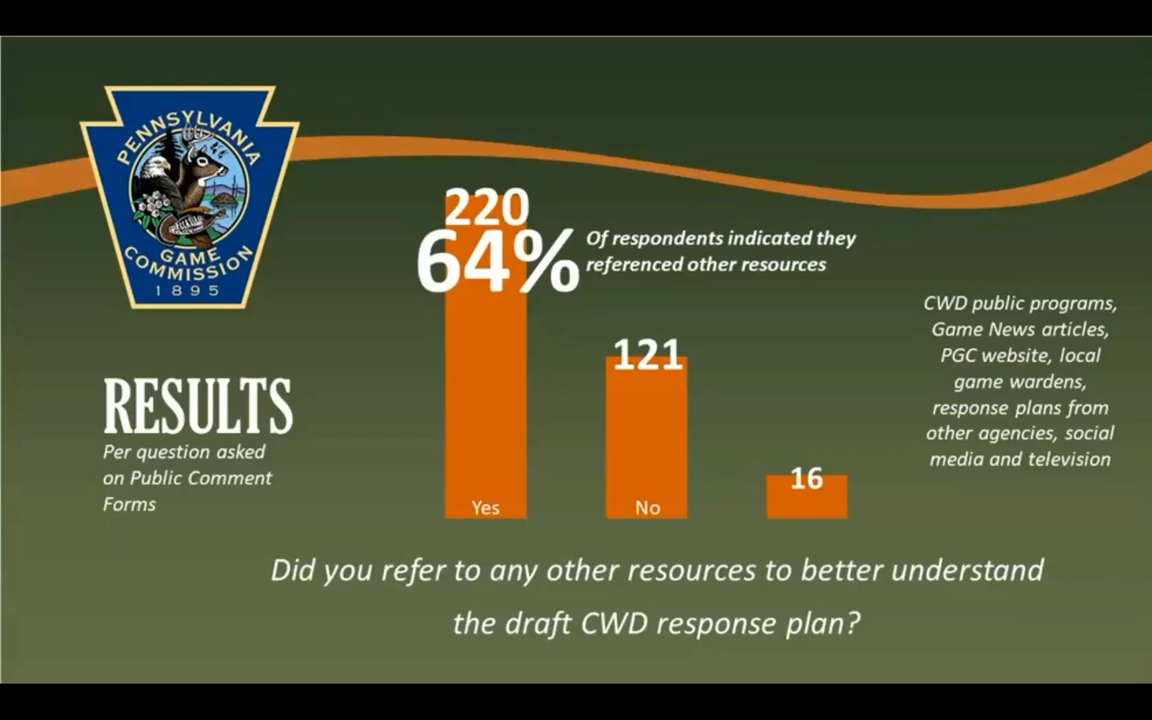 PENNSYLVANIA
GAME
COMMISSION
1895
220
64%
Of respondents indicated they
referenced other resources
121
16
Yes
No
CWD public programs,
Game News articles,
PGC website, local
game wardens,
response plans from
other agencies, social
media and television
RESULTS
Per question asked
on Public Comment
Forms
Did you refer to any other resources to better understand
the draft CWD response plan?